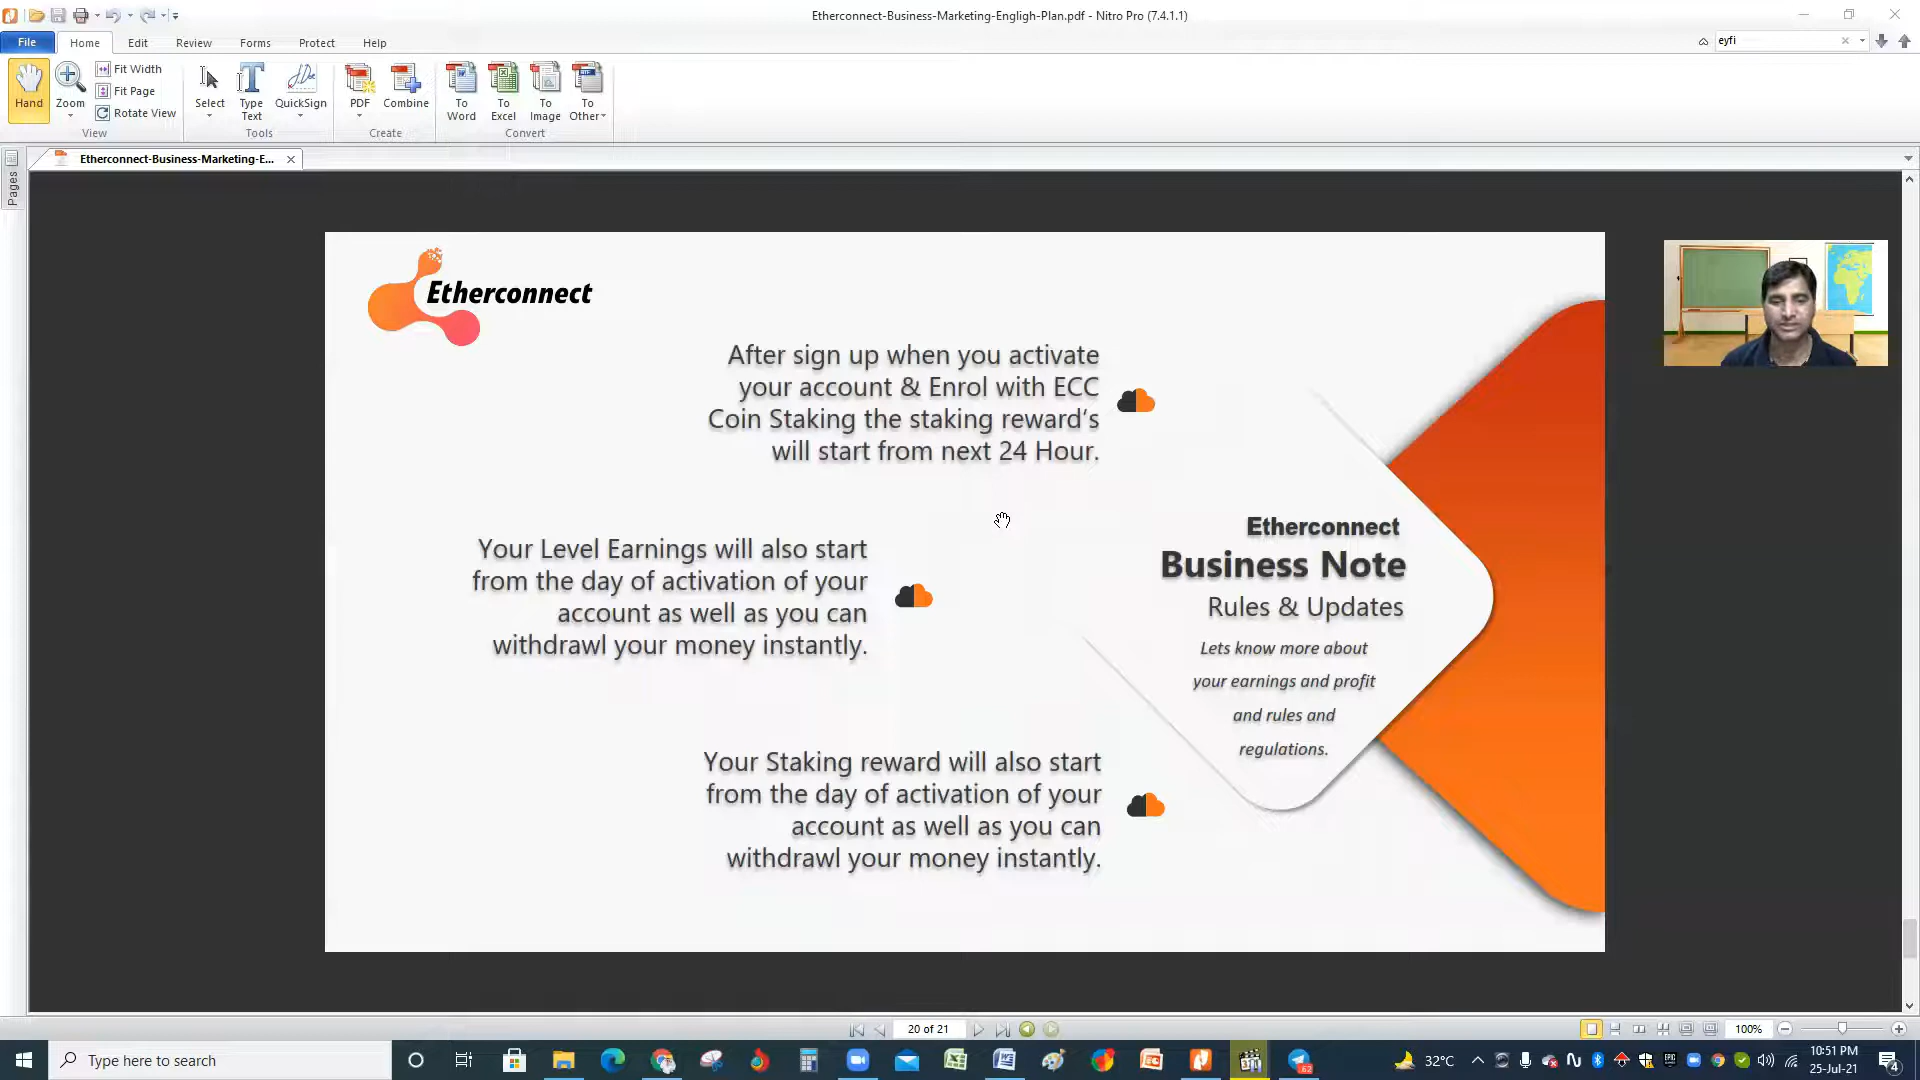 Etherconnect-Business-Marketing-Engligh-Plan.pdf - Nitro Pro (7.4.1.1)
File Home Edit Review Forms Protect Help
eyfi
Hand
Zoom
Fit Width
Fit Page
Rotate View
View
Select
Type Text
QuickSign
Tools
PDF
Combine
Create
To Word
To Excel
To Image
To Other
Convert
Etherconnect-Business-Marketing-E...
Pages
Etherconnect
After sign up when you activate
your account & Enrol with ECC
Coin Staking the staking reward‘s
will start from next 24 Hour.
Your Level Earnings will also start
from the day of activation of your
account as well as you can
withdrawl your money instantly.
Your Staking reward will also start
from the day of activation of your
account as well as you can
withdrawl your money instantly.
Etherconnect
Business Note
Rules & Updates
Lets know more about
your earnings and profit
and rules and
regulations.
20 of 21
100%
Type here to search
62
32°C
10:51 PM
25-Jul-21
4